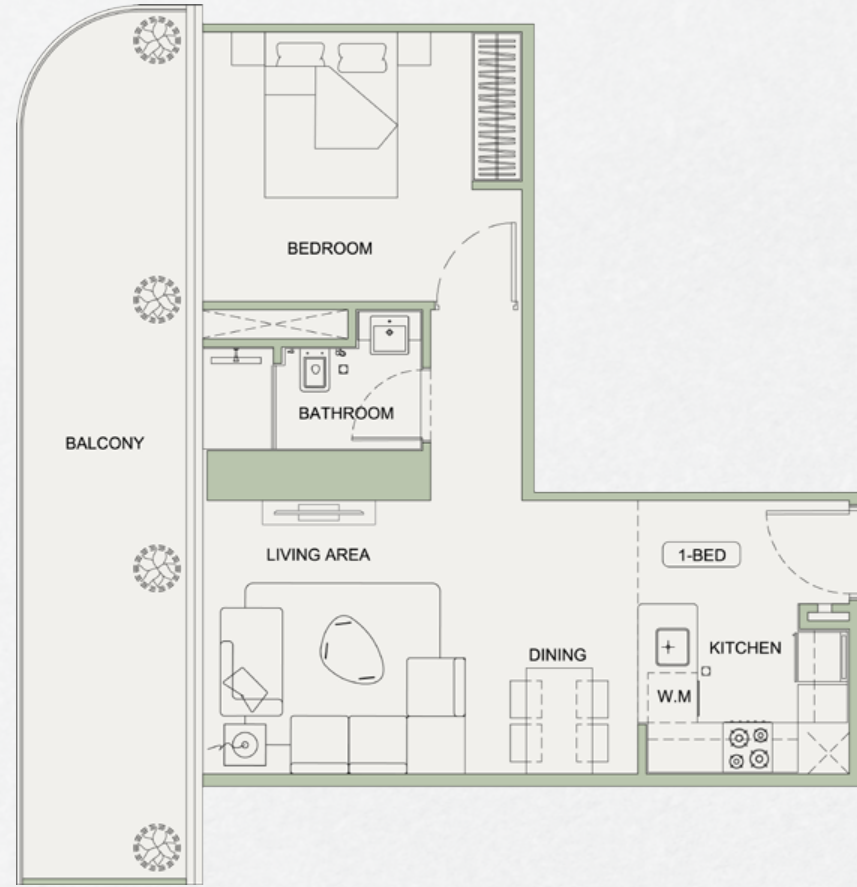 BEDROOM
BATHROOM
BALCONY
LIVING AREA
1-BED
DINING
KITCHEN
W.M